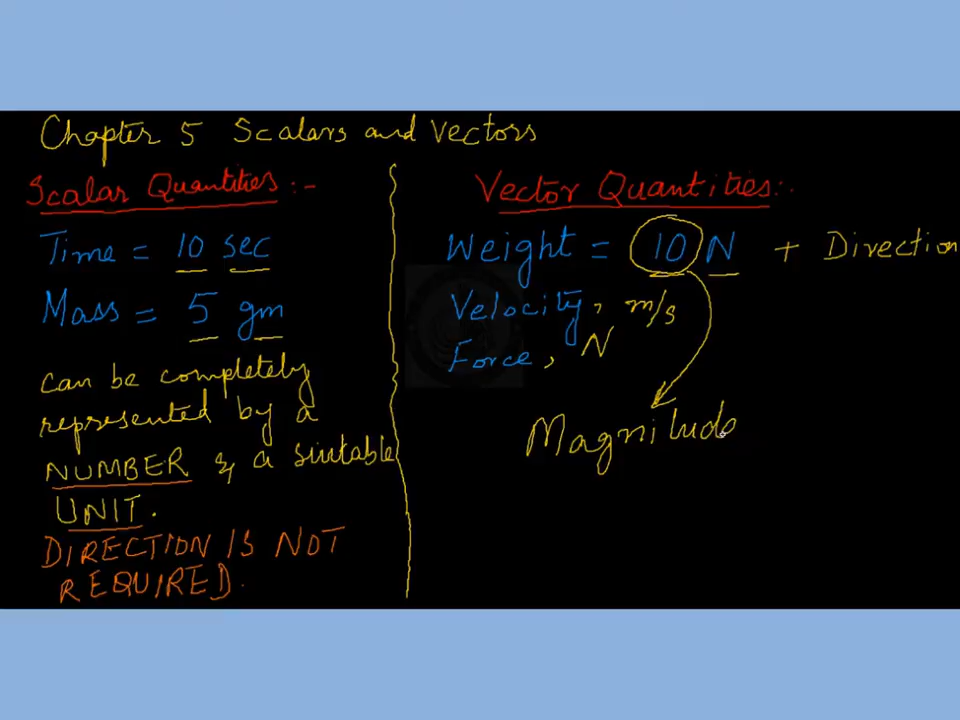 Chapter 5 Scalars and Vectors
Scalar Quantities :-
Time = 10 sec
Mass = 5 gm
can be completely
represented by a
NUMBER & a suitable
UNIT.
DIRECTION IS NOT
REQUIRED.
Vector Quantities :-
Weight = 10 N + Direction
Velocity, m/s
Force, N
Magnitude